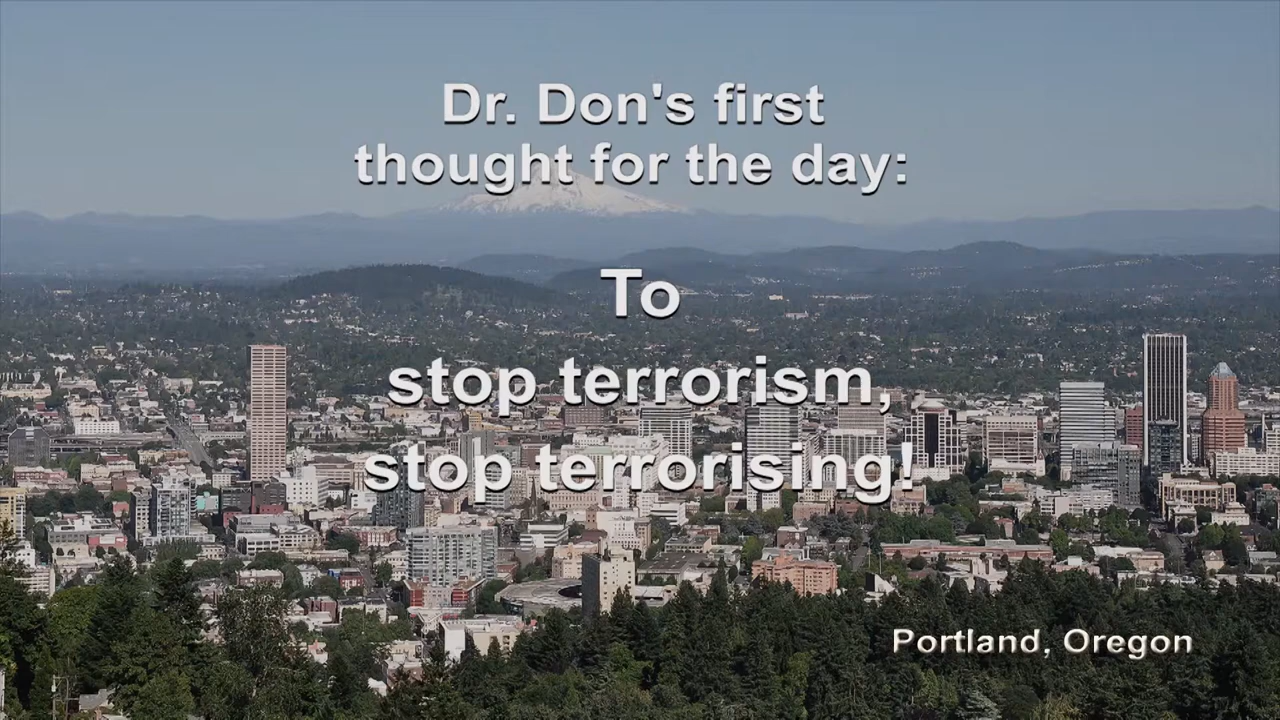 Dr. Don's first
thought for the day:
To
stop terrorism,
stop terrorising!
Portland, Oregon